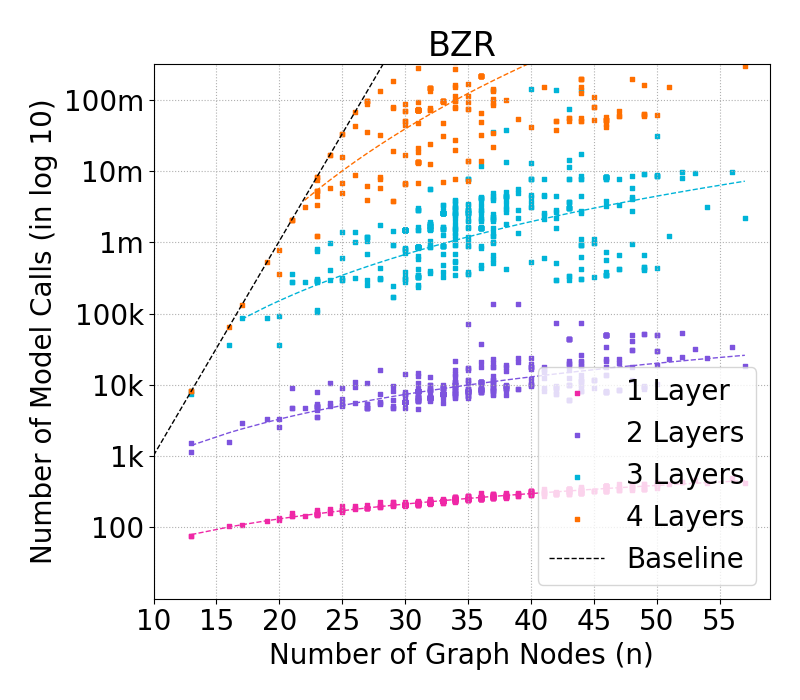 BZR
Number of Model Calls (in log 10)
100m
10m
1m
100k
10k
1k
100
1 Layer
2 Layers
3 Layers
4 Layers
Baseline
10 15 20 25 30 35 40 45 50 55
Number of Graph Nodes (n)